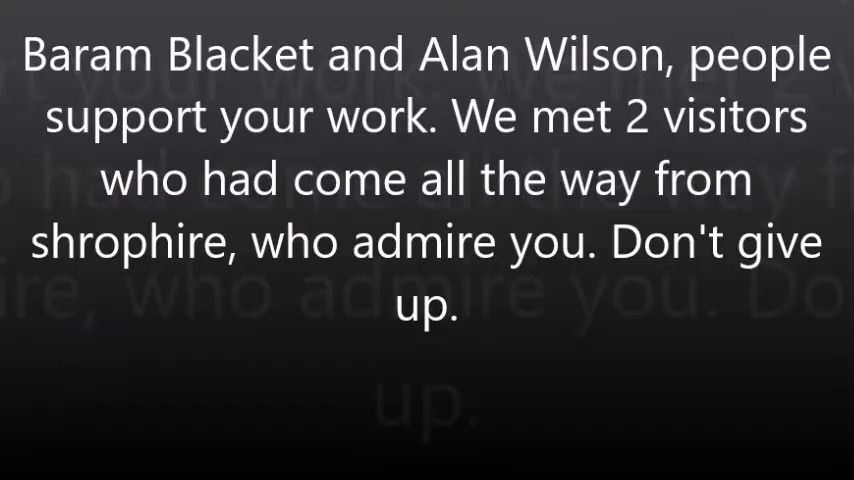 Baram Blacket and Alan Wilson, people
support your work. We met 2 visitors
who had come all the way from
shrophire, who admire you. Don't give
up.